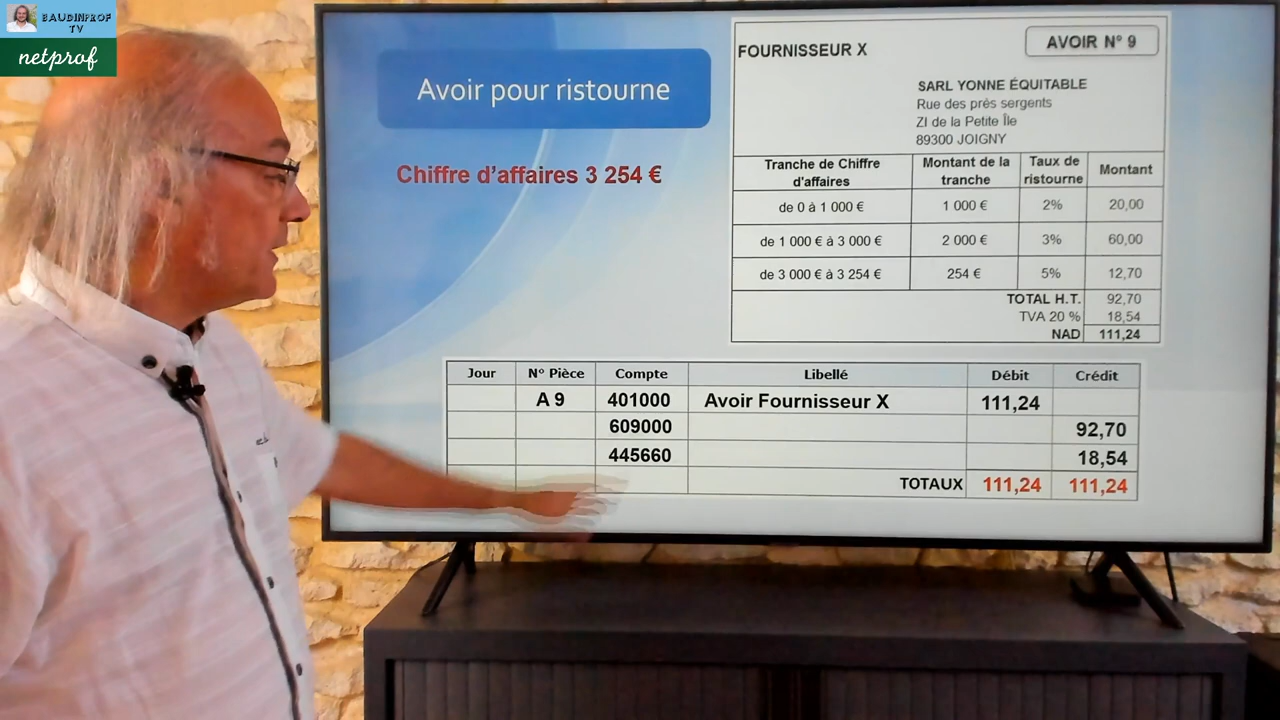 BAUDINPROF
TV
netprof
Avoir pour ristourne
Chiffre d'affaires 3 254 €
FOURNISSEUR X
AVOIR N° 9
SARL YONNE ÉQUITABLE
Rue des prés sergents
ZI de la Petite Île
89300 JOIGNY
Tranche de Chiffre d'affaires Montant de la tranche Taux de ristourne Montant
de 0 à 1 000 € 1 000 € 2% 20,00
de 1 000 € à 3 000 € 2 000 € 3% 60,00
de 3 000 € à 3 254 € 254 € 5% 12,70
TOTAL H.T. 92,70
TVA 20 % 18,54
NAD 111,24
Jour N° Pièce Compte Libellé Débit Crédit
A 9 401000 Avoir Fournisseur X 111,24
609000 92,70
445660 18,54
TOTAUX 111,24 111,24